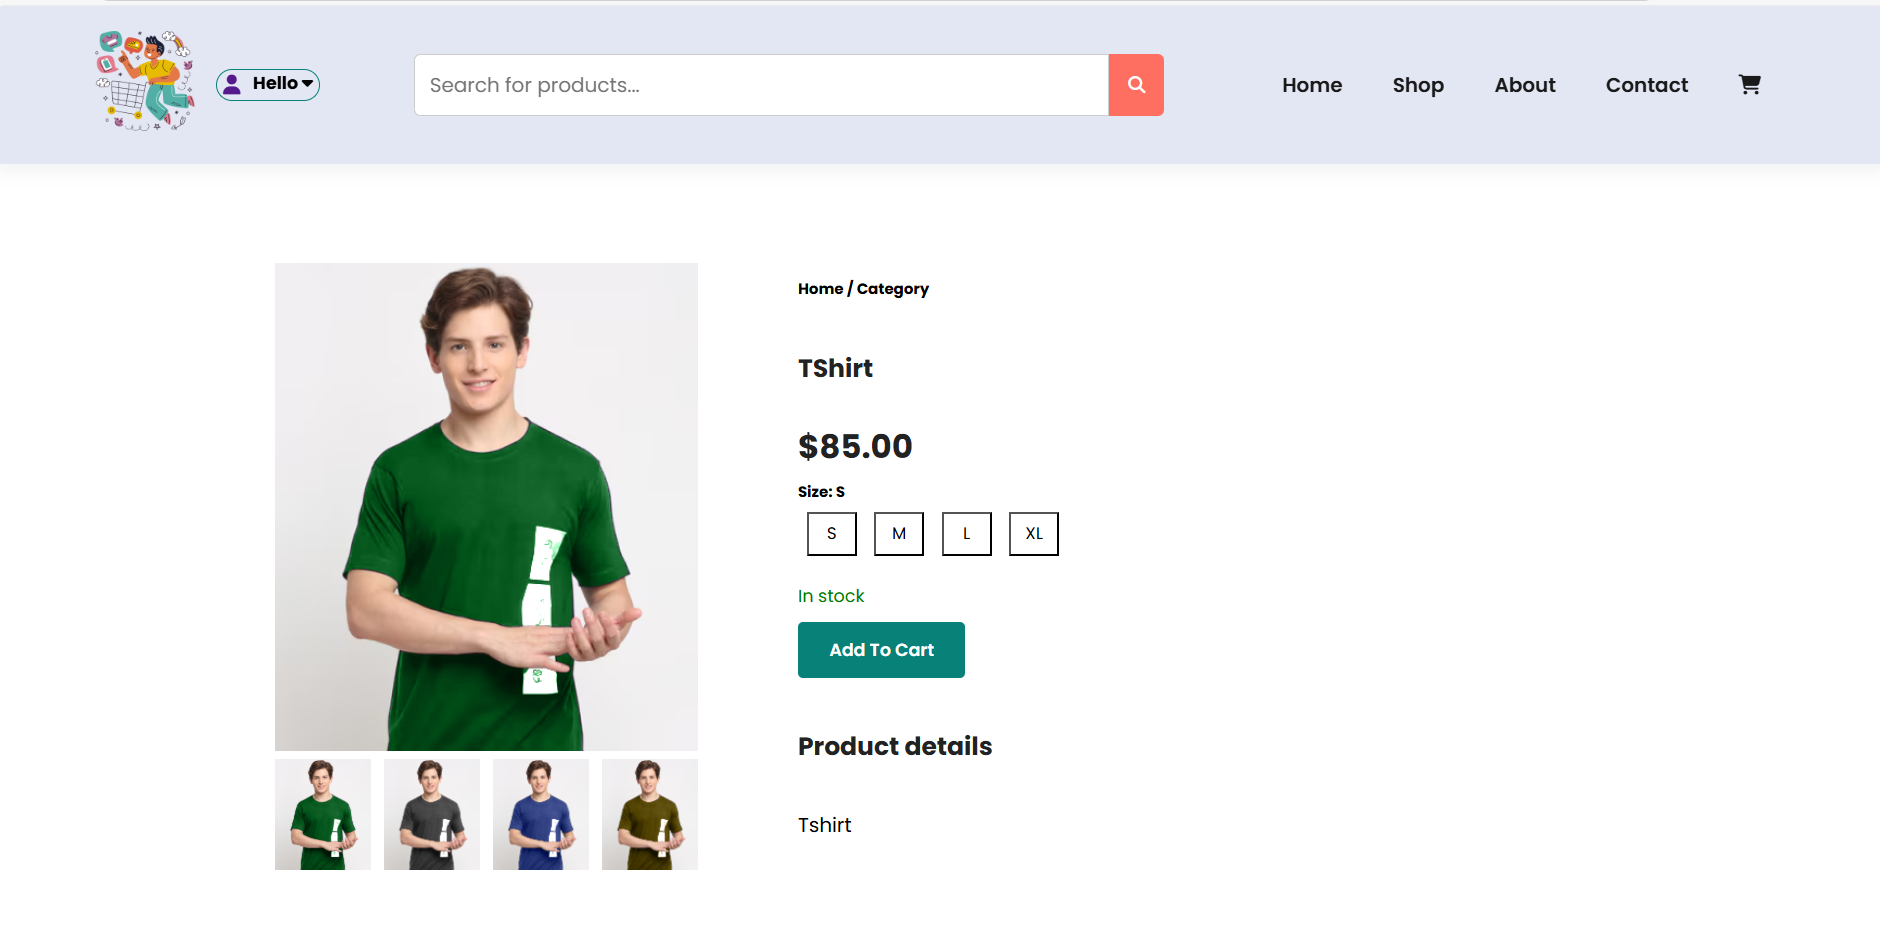 Hello
Search for products...
Home Shop About Contact
Home / Category
TShirt
$85.00
Size: S
S M L XL
In stock
Add To Cart
Product details
Tshirt